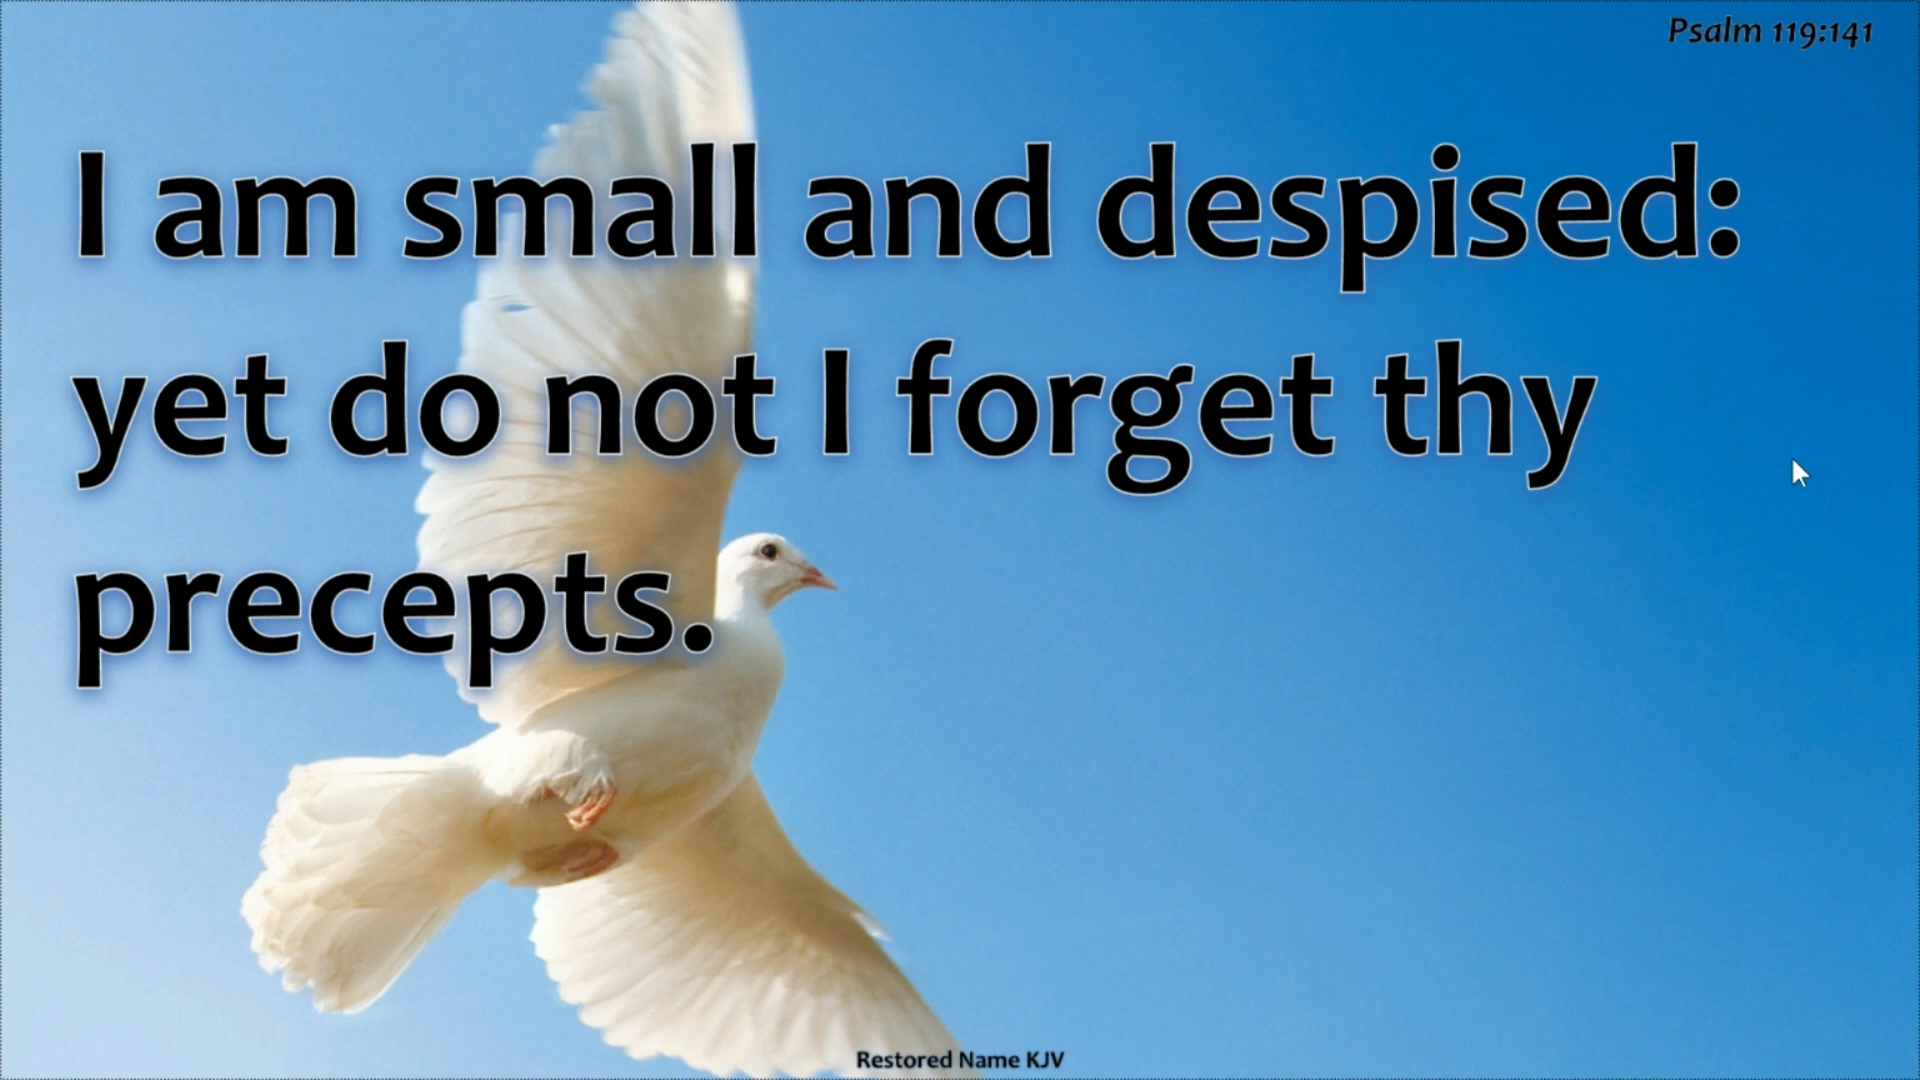 Psalm 119:141
I am small and despised:
yet do not I forget thy
precepts.
Restored Name KJV